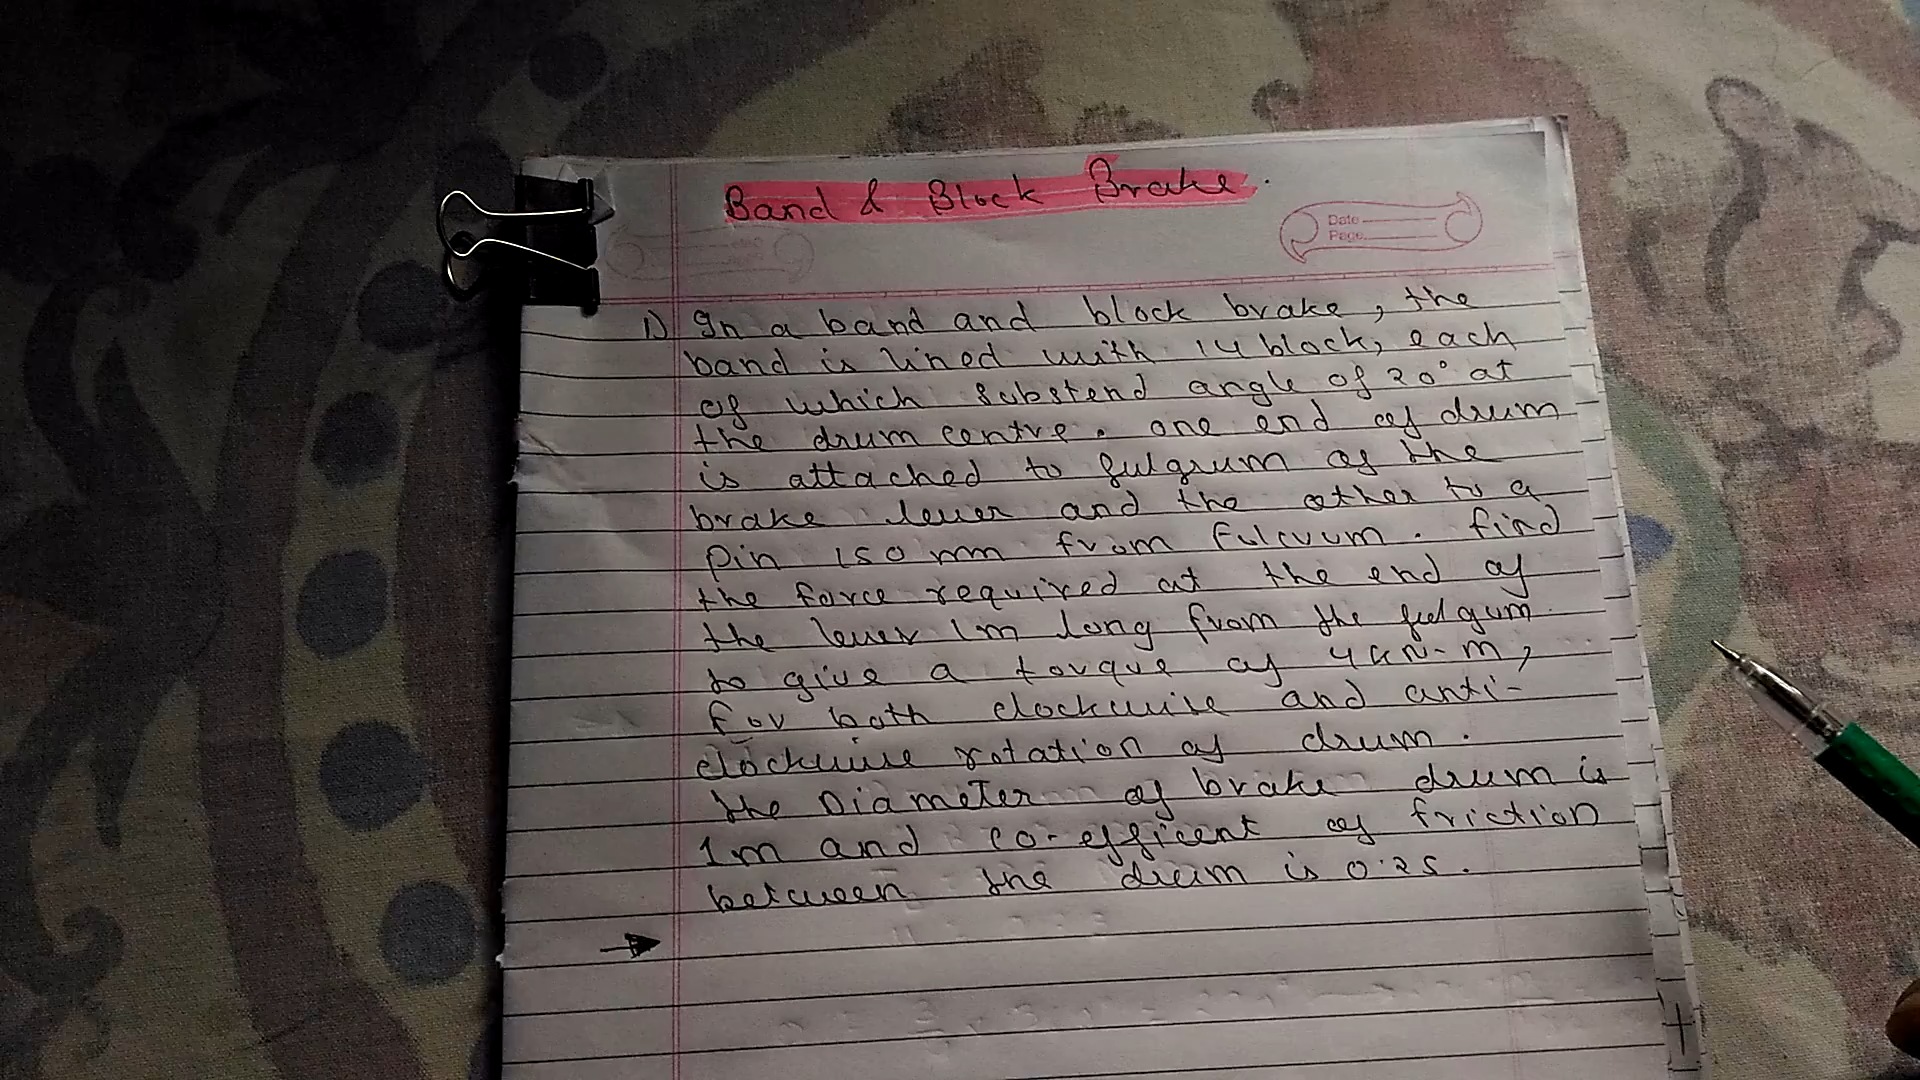 Band & Block Brake.
Date
Page
1) In a band and block brake, the
band is lined with 14 block, each
of which substend angle of 20° at
the drum centre. one end of drum
is attached to fulgrum of the
brake lever and the other to a
pin 150 mm from fulcrum. find
the force required at the end of
the lever 1m long from the fulgum
to give a torque of 4 kN-m,
for both clockwise and anti-
clockwise rotation of drum.
the Diameter of brake drum is
1m and co-efficent of friction
between the drum is 0.25.